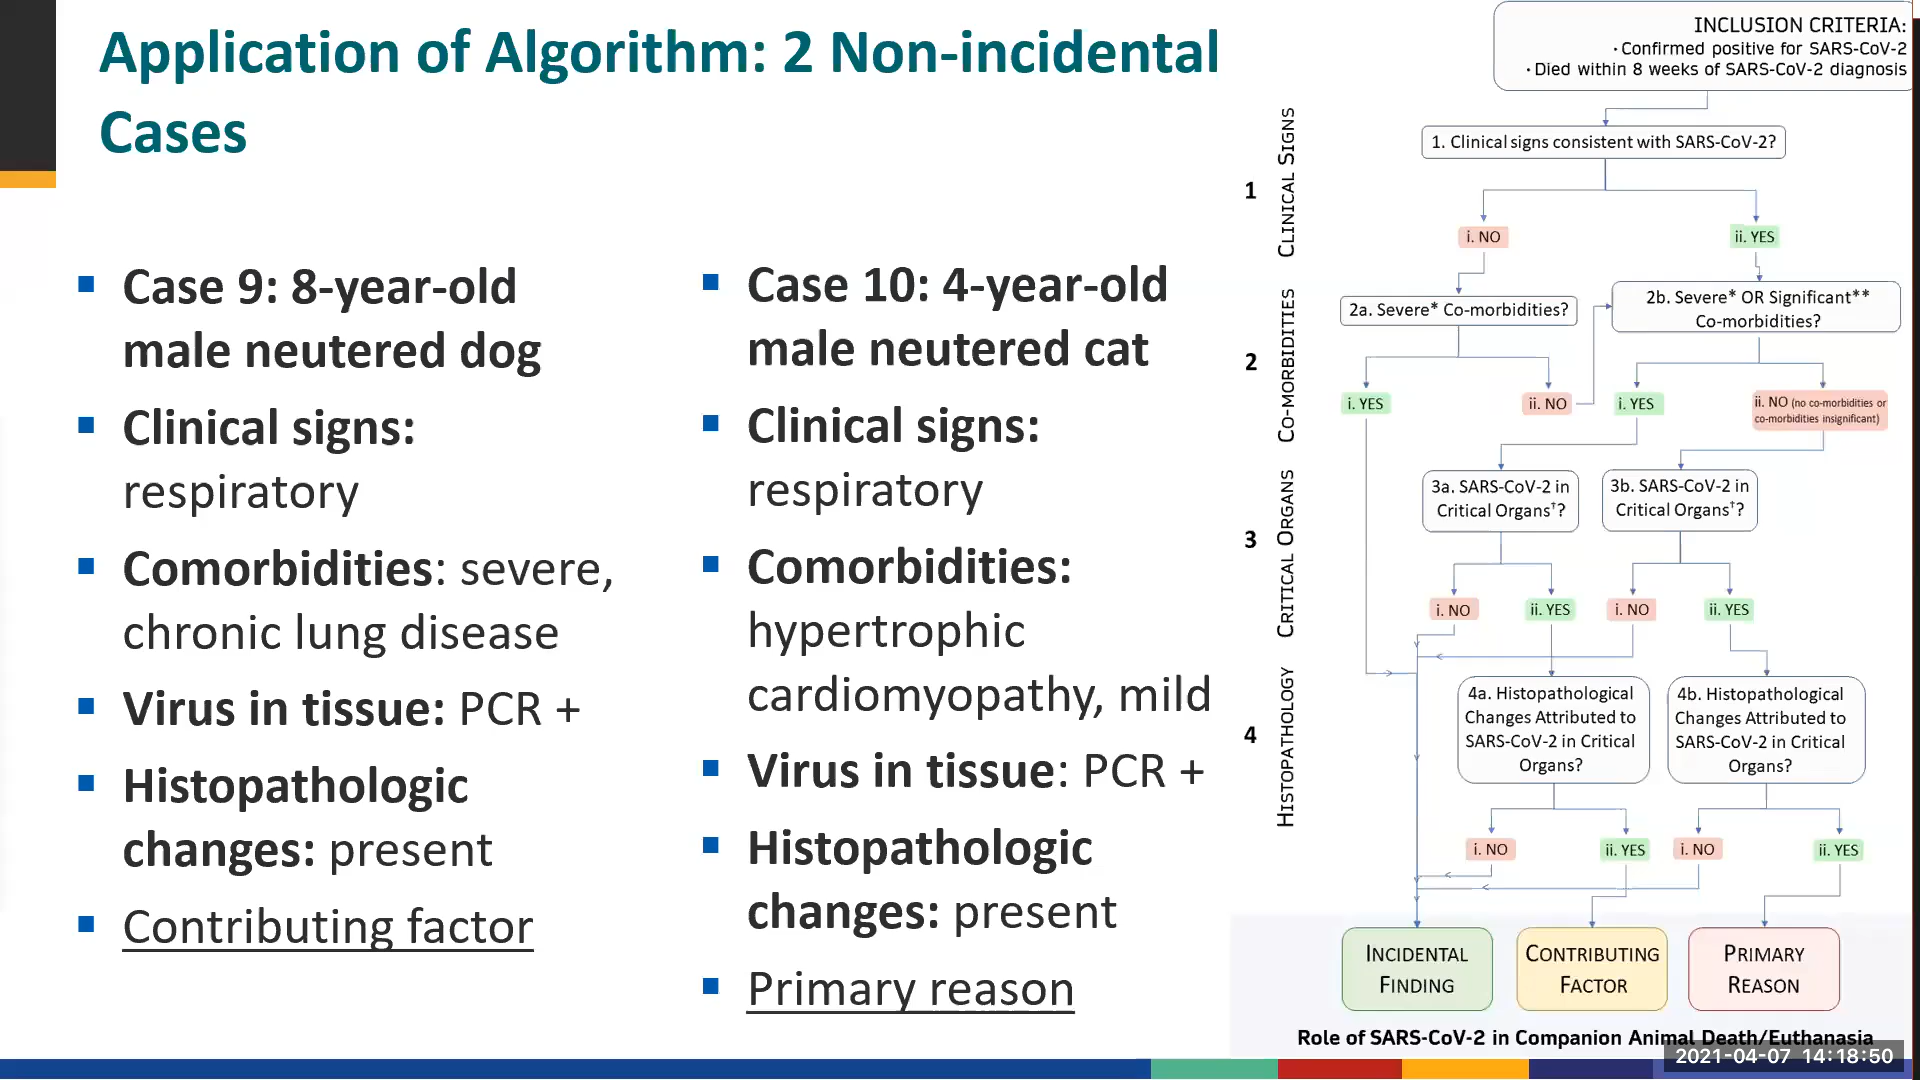 Application of Algorithm: 2 Non-incidental
Cases
▪ Case 9: 8-year-old
male neutered dog
▪ Clinical signs:
respiratory
▪ Comorbidities: severe,
chronic lung disease
▪ Virus in tissue: PCR +
▪ Histopathologic
changes: present
▪ Contributing factor
▪ Case 10: 4-year-old
male neutered cat
▪ Clinical signs:
respiratory
▪ Comorbidities:
hypertrophic
cardiomyopathy, mild
▪ Virus in tissue: PCR +
▪ Histopathologic
changes: present
▪ Primary reason
INCLUSION CRITERIA:
· Confirmed positive for SARS-CoV-2
· Died within 8 weeks of SARS-CoV-2 diagnosis
1
CLINICAL SIGNS
1. Clinical signs consistent with SARS-CoV-2?
i. NO
ii. YES
2
CO-MORBIDITIES
2a. Severe* Co-morbidities?
2b. Severe* OR Significant**
Co-morbidities?
i. YES
ii. NO
i. YES
ii. NO (no co-morbidities or
co-morbidities insignificant)
3
CRITICAL ORGANS
3a. SARS-CoV-2 in
Critical Organs†?
3b. SARS-CoV-2 in
Critical Organs†?
i. NO
ii. YES
i. NO
ii. YES
4
HISTOPATHOLOGY
4a. Histopathological
Changes Attributed to
SARS-CoV-2 in Critical
Organs?
4b. Histopathological
Changes Attributed to
SARS-CoV-2 in Critical
Organs?
i. NO
ii. YES
i. NO
ii. YES
INCIDENTAL
FINDING
CONTRIBUTING
FACTOR
PRIMARY
REASON
Role of SARS-CoV-2 in Companion Animal Death/Euthanasia
2021-04-07 14:18:50